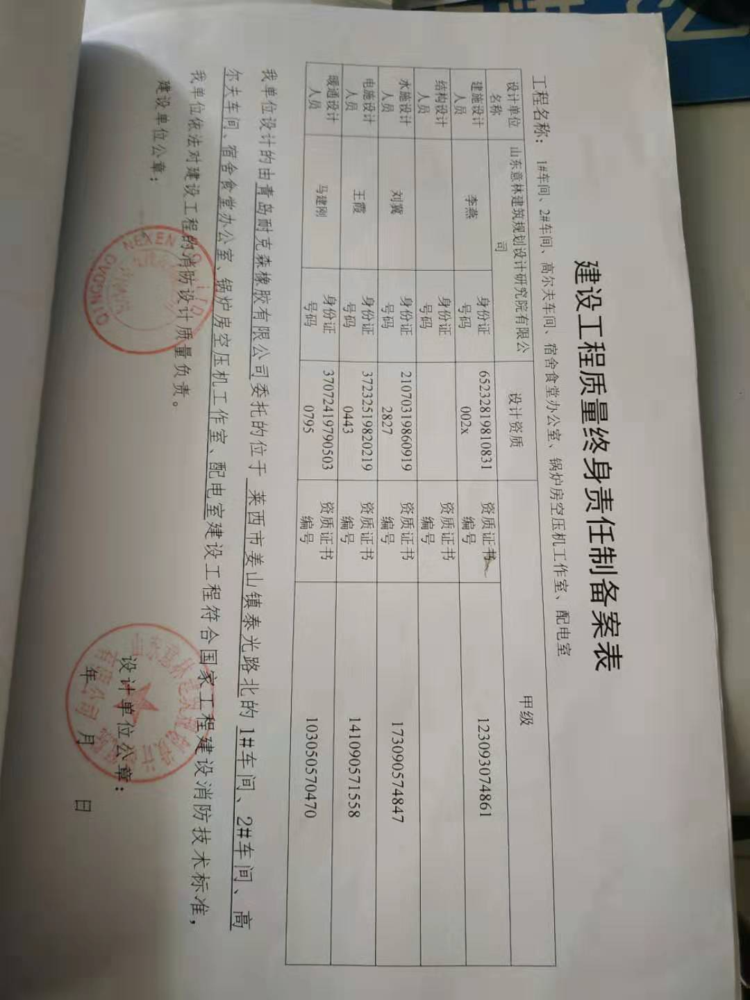 建设工程质量终身责任制备案表
工程名称： 1#车间、2#车间、高尔夫车间、宿舍食堂办公室、锅炉房空压机工作室、配电室
设计单位名称 山东意林建筑规划设计研究院有限公司 设计资质 甲级
建施设计人员 李燕 身份证号码 65232819810831002x 资质证书编号 123093074861
结构设计人员 身份证号码 资质证书编号
水施设计人员 刘冀 身份证号码 210703198609192827 资质证书编号 173090574847
电施设计人员 王霞 身份证号码 372325198202190443 资质证书编号 141090571558
暖通设计人员 马建刚 身份证号码 370724197905030795 资质证书编号 103050570470
我单位设计的由青岛耐克森橡胶有限公司委托的位于 莱西市姜山镇泰光路北的 1#车间、2#车间、高
尔夫车间、宿舍食堂办公室、锅炉房空压机工作室、配电室建设工程符合国家工程建设消防技术标准，
我单位依法对建设工程的消防设计质量负责。
建设单位公章： 设计单位公章：
年 月 日
QINGDAO NEXEN
山东意林建筑规划设计
有限公司